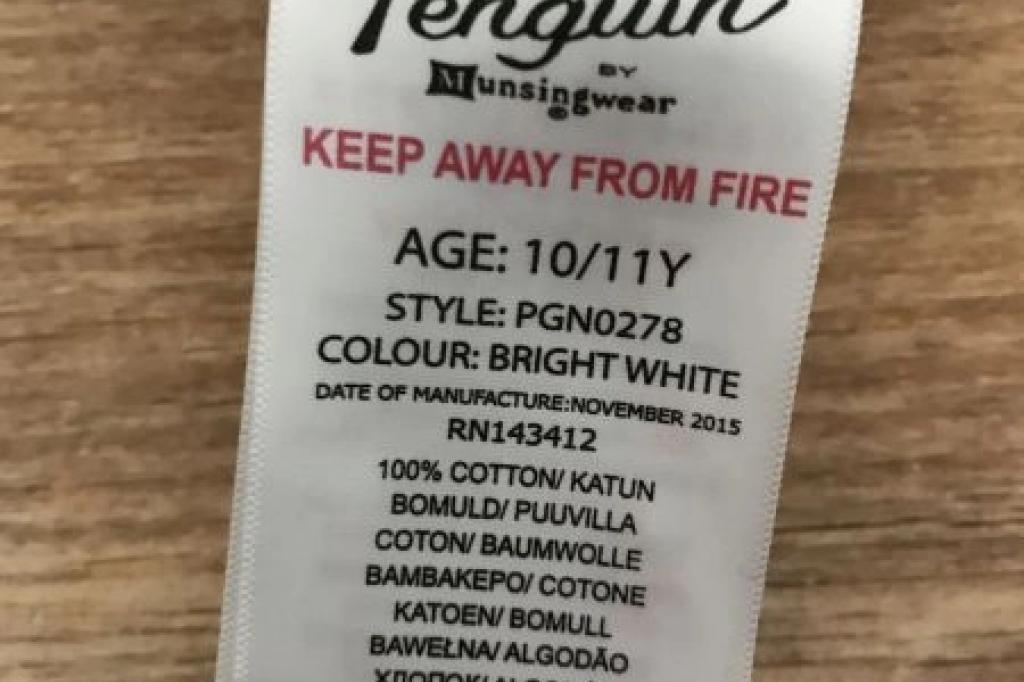 Penguin
BY
Munsingwear
®
KEEP AWAY FROM FIRE
AGE: 10/11Y
STYLE: PGN0278
COLOUR: BRIGHT WHITE
DATE OF MANUFACTURE:NOVEMBER 2015
RN143412
100% COTTON/ KATUN
BOMULD/ PUUVILLA
COTON/ BAUMWOLLE
BAMBAKEPO/ COTONE
KATOEN/ BOMULL
BAWEŁNA/ ALGODÃO